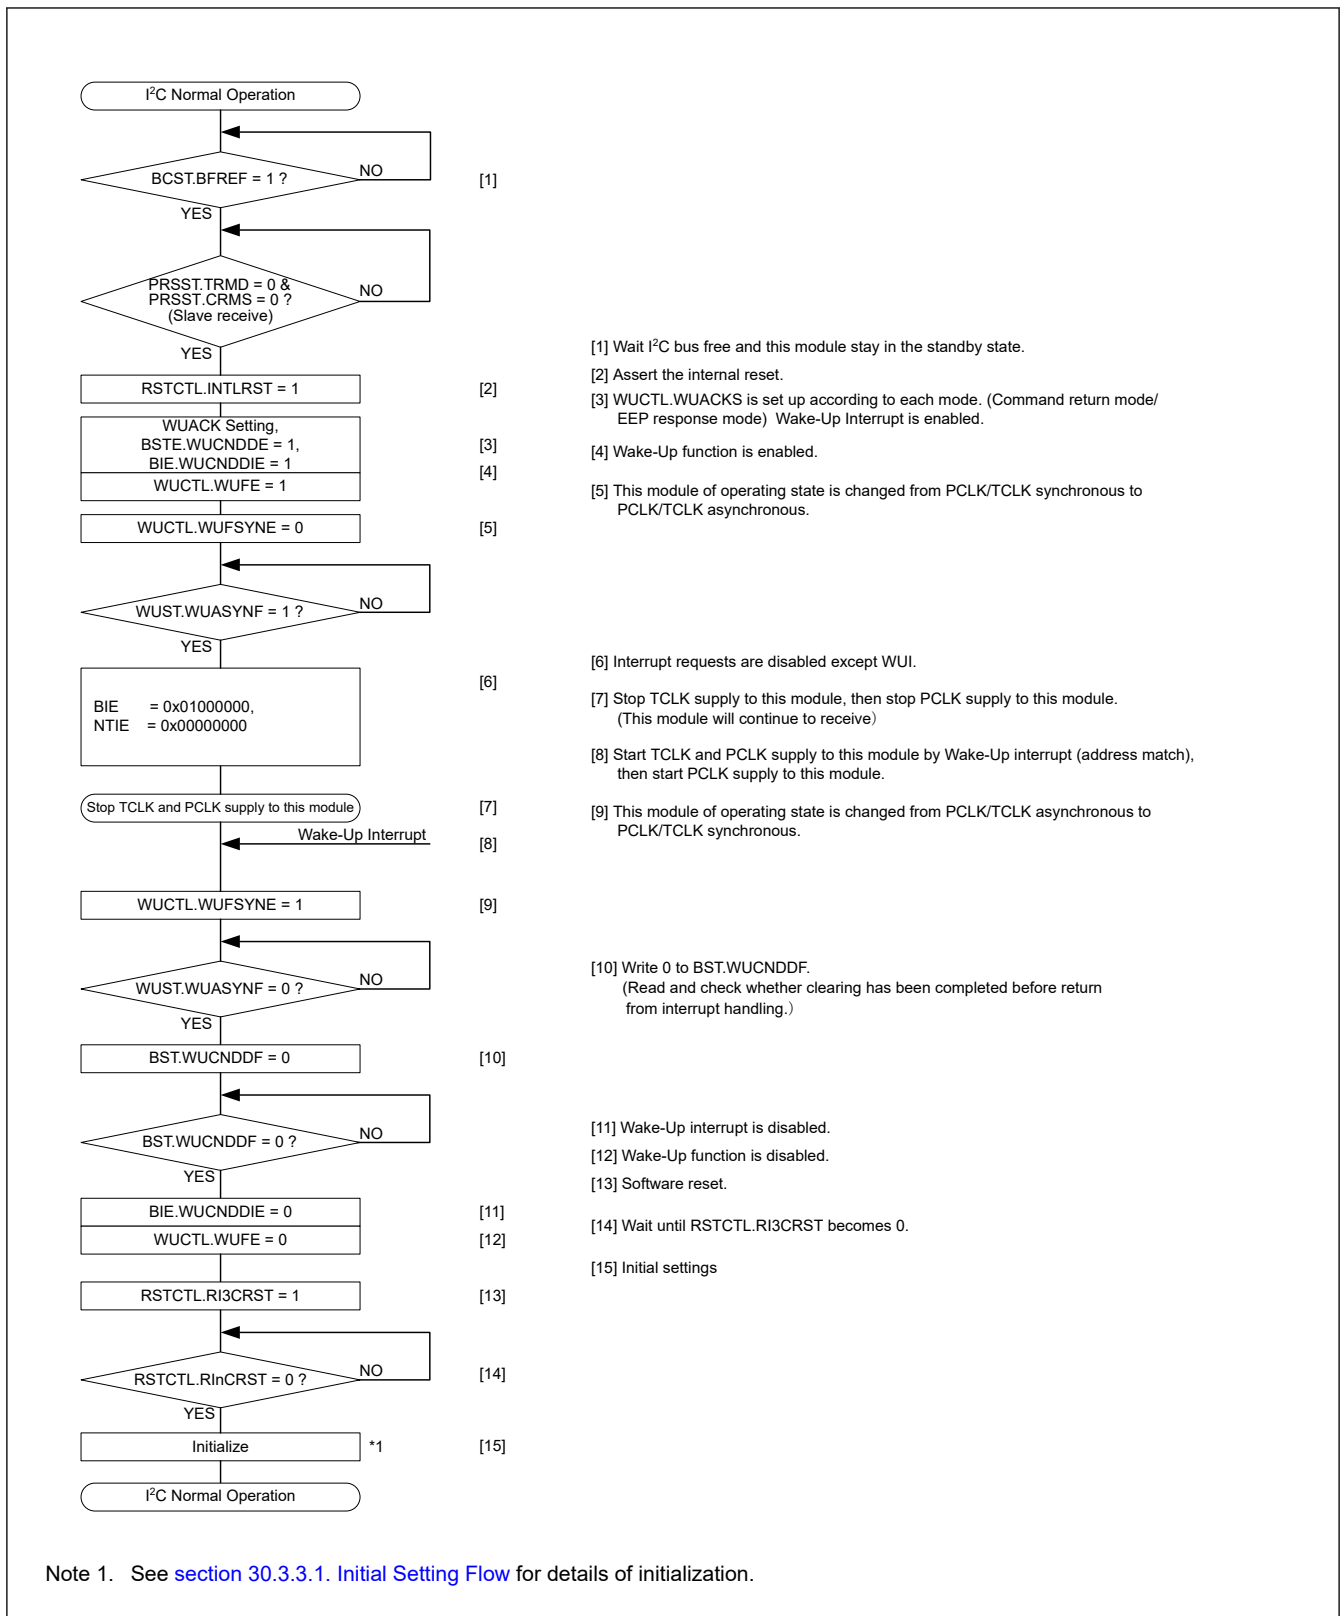 I²C Normal Operation
BCST.BFREF = 1 ?
NO
[1]
YES
PRSST.TRMD = 0 &
PRSST.CRMS = 0 ?
(Slave receive)
NO
YES
RSTCTL.INTLRST = 1
[2]
WUACK Setting,
BSTE.WUCNDDE = 1,
BIE.WUCNDDIE = 1
[3]
[4]
WUCTL.WUFE = 1
WUCTL.WUFSYNE = 0
[5]
WUST.WUASYNF = 1 ?
NO
YES
[6]
BIE = 0x01000000,
NTIE = 0x00000000
Stop TCLK and PCLK supply to this module
[7]
Wake-Up Interrupt
[8]
WUCTL.WUFSYNE = 1
[9]
WUST.WUASYNF = 0 ?
NO
YES
BST.WUCNDDF = 0
[10]
BST.WUCNDDF = 0 ?
NO
YES
BIE.WUCNDDIE = 0
[11]
WUCTL.WUFE = 0
[12]
RSTCTL.RI3CRST = 1
[13]
RSTCTL.RInCRST = 0 ?
NO
[14]
YES
Initialize
*1
[15]
I²C Normal Operation
[1] Wait I²C bus free and this module stay in the standby state.
[2] Assert the internal reset.
[3] WUCTL.WUACKS is set up according to each mode. (Command return mode/
EEP response mode) Wake-Up Interrupt is enabled.
[4] Wake-Up function is enabled.
[5] This module of operating state is changed from PCLK/TCLK synchronous to
PCLK/TCLK asynchronous.
[6] Interrupt requests are disabled except WUI.
[7] Stop TCLK supply to this module, then stop PCLK supply to this module.
(This module will continue to receive）
[8] Start TCLK and PCLK supply to this module by Wake-Up interrupt (address match),
then start PCLK supply to this module.
[9] This module of operating state is changed from PCLK/TCLK asynchronous to
PCLK/TCLK synchronous.
[10] Write 0 to BST.WUCNDDF.
(Read and check whether clearing has been completed before return
from interrupt handling.）
[11] Wake-Up interrupt is disabled.
[12] Wake-Up function is disabled.
[13] Software reset.
[14] Wait until RSTCTL.RI3CRST becomes 0.
[15] Initial settings
Note 1. See section 30.3.3.1. Initial Setting Flow for details of initialization.